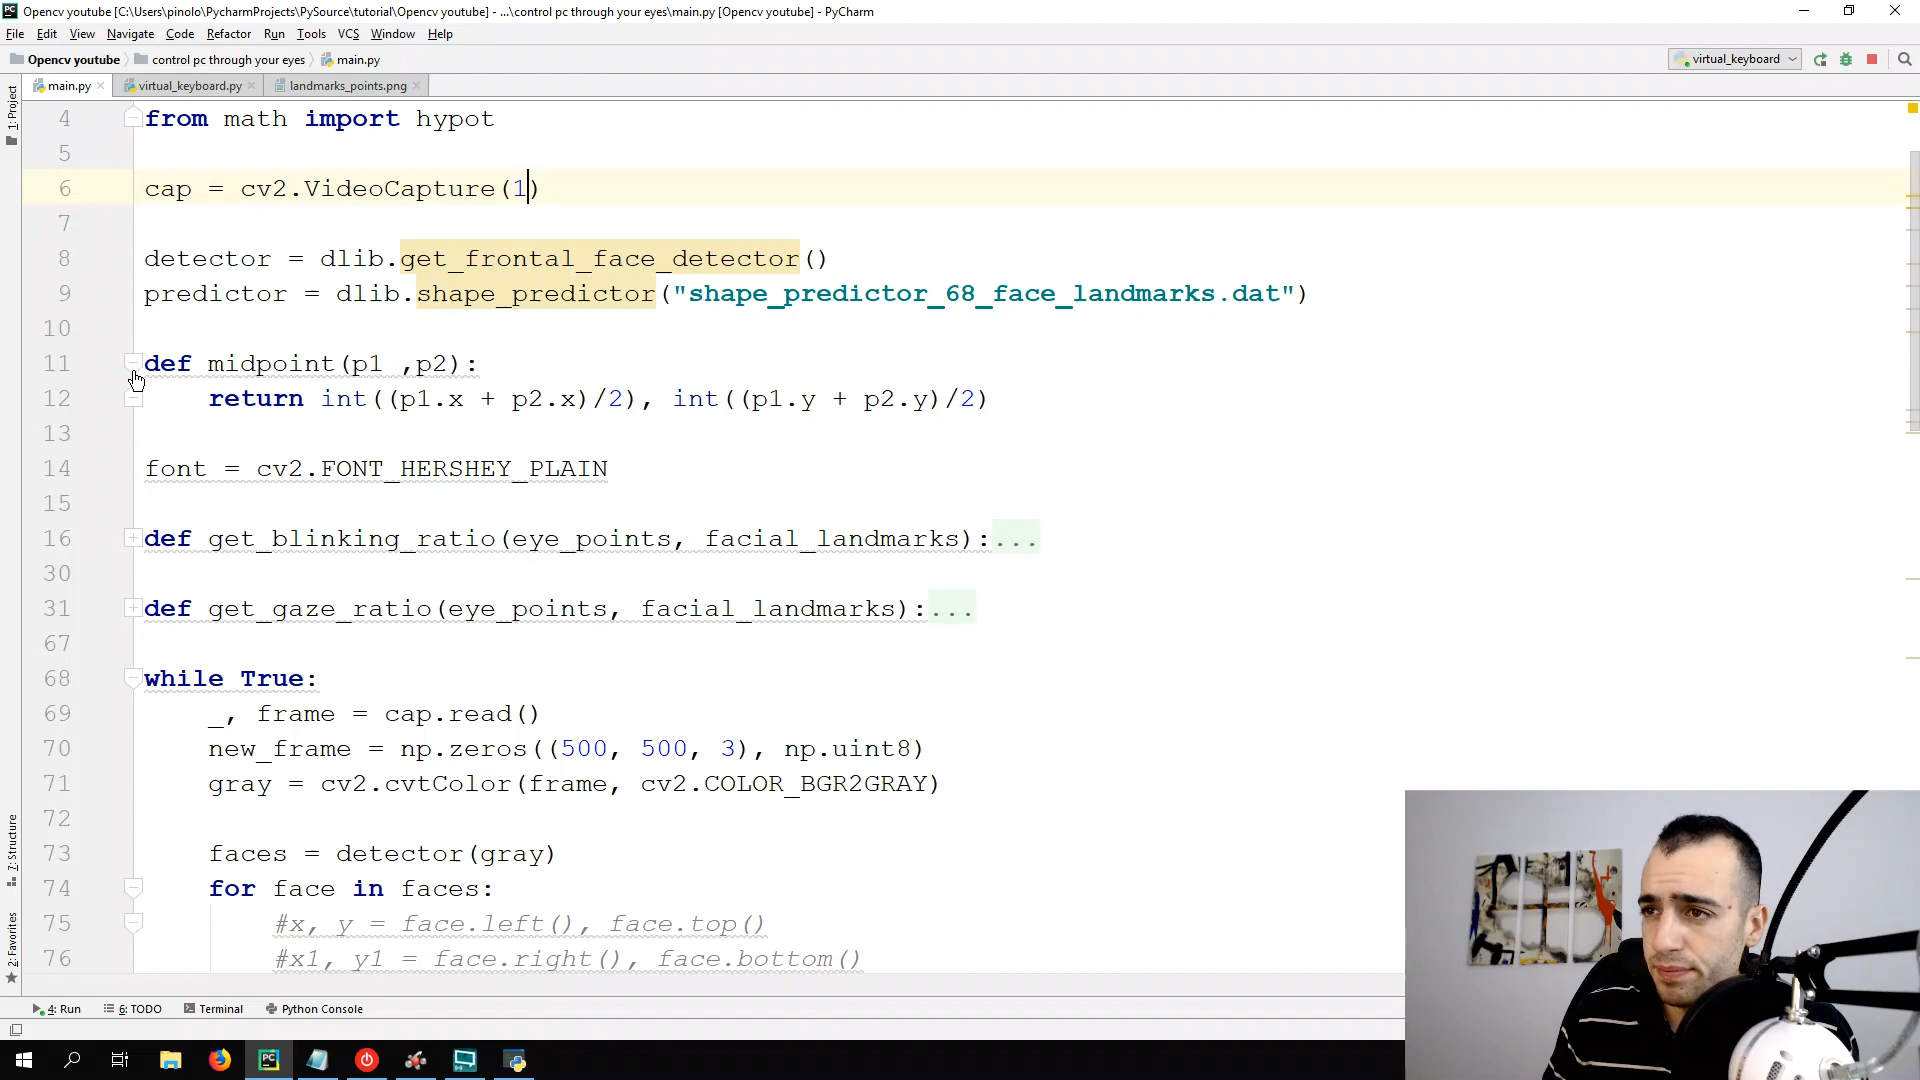 Opencv youtube [C:\Users\pinolo\PycharmProjects\PySource\tutorial\Opencv youtube] - ...\control pc through your eyes\main.py [Opencv youtube] - PyCharm
File Edit View Navigate Code Refactor Run Tools VCS Window Help
Opencv youtube control pc through your eyes main.py virtual_keyboard
main.py virtual_keyboard.py landmarks_points.png
1: Project
4 from math import hypot
5
6 cap = cv2.VideoCapture(1)
7
8 detector = dlib.get_frontal_face_detector()
9 predictor = dlib.shape_predictor("shape_predictor_68_face_landmarks.dat")
10
11 def midpoint(p1 ,p2):
12 return int((p1.x + p2.x)/2), int((p1.y + p2.y)/2)
13
14 font = cv2.FONT_HERSHEY_PLAIN
15
16 def get_blinking_ratio(eye_points, facial_landmarks):...
30
31 def get_gaze_ratio(eye_points, facial_landmarks):...
67
68 while True:
69 _, frame = cap.read()
70 new_frame = np.zeros((500, 500, 3), np.uint8)
71 gray = cv2.cvtColor(frame, cv2.COLOR_BGR2GRAY)
72
73 faces = detector(gray)
74 for face in faces:
75 #x, y = face.left(), face.top()
76 #x1, y1 = face.right(), face.bottom()
7: Structure
2: Favorites
4: Run 6: TODO Terminal Python Console